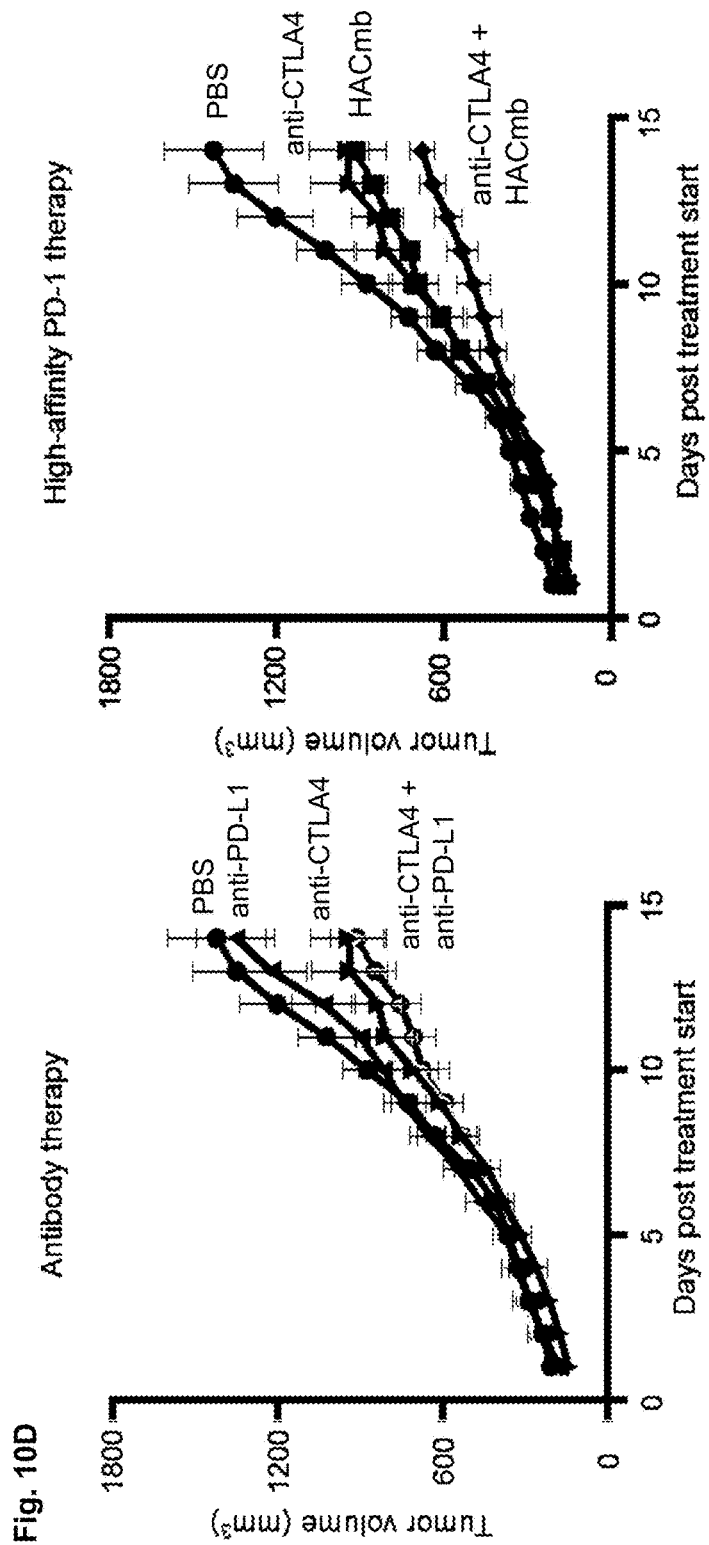 Fig. 10D
Antibody therapy
Tumor volume (mm³)
1800
1200
600
0
0
5
10
15
Days post treatment start
PBS
anti-PD-L1
anti-CTLA4
anti-CTLA4 +
anti-PD-L1
High-affinity PD-1 therapy
Tumor volume (mm³)
1800
1200
600
0
0
5
10
15
Days post treatment start
PBS
anti-CTLA4
HACmb
anti-CTLA4 +
HACmb